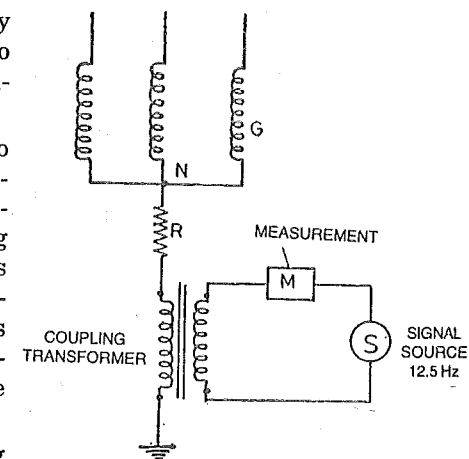 y
o
-
G
N
o
-
-
R
g
MEASUREMENT
s
M
-
s
COUPLING
TRANSFORMER
S
SIGNAL
SOURCE
12.5 Hz
-
e